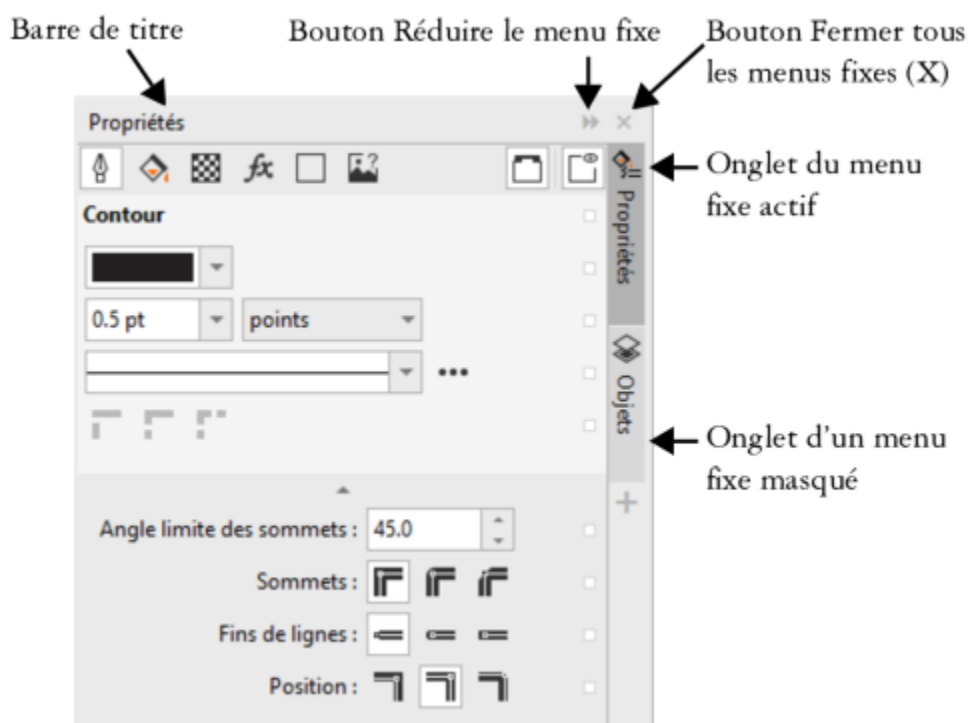 Barre de titre
Bouton Réduire le menu fixe
Bouton Fermer tous
les menus fixes (X)
Propriétés
Onglet du menu
fixe actif
Propriétés
Contour
0.5 pt
points
Objets
Onglet d'un menu
fixe masqué
Angle limite des sommets :
45.0
Sommets :
Fins de lignes :
Position :